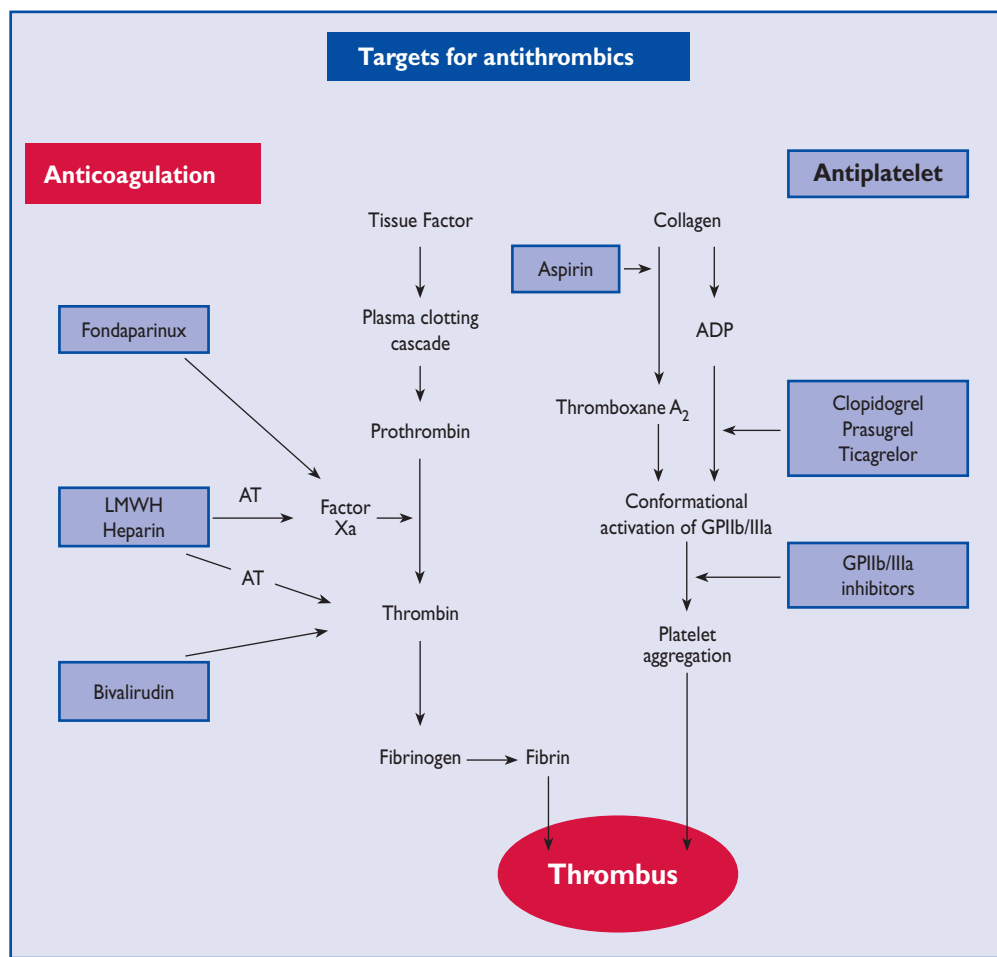 Targets for antithrombics
Anticoagulation
Antiplatelet
Tissue Factor
Collagen
Aspirin
Fondaparinux
Plasma clotting
cascade
ADP
Thromboxane A₂
Clopidogrel
Prasugrel
Ticagrelor
Prothrombin
LMWH
Heparin
AT
Factor
Xa
Conformational
activation of GPIIb/IIIa
AT
GPIIb/IIIa
inhibitors
Thrombin
Platelet
aggregation
Bivalirudin
Fibrinogen
Fibrin
Thrombus